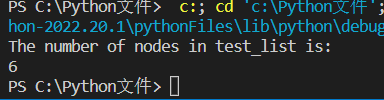 PS C:\Python文件>  c:; cd 'c:\Python文件';
hon-2022.20.1\pythonFiles\lib\python\debug
The number of nodes in test_list is:
6
PS C:\Python文件>